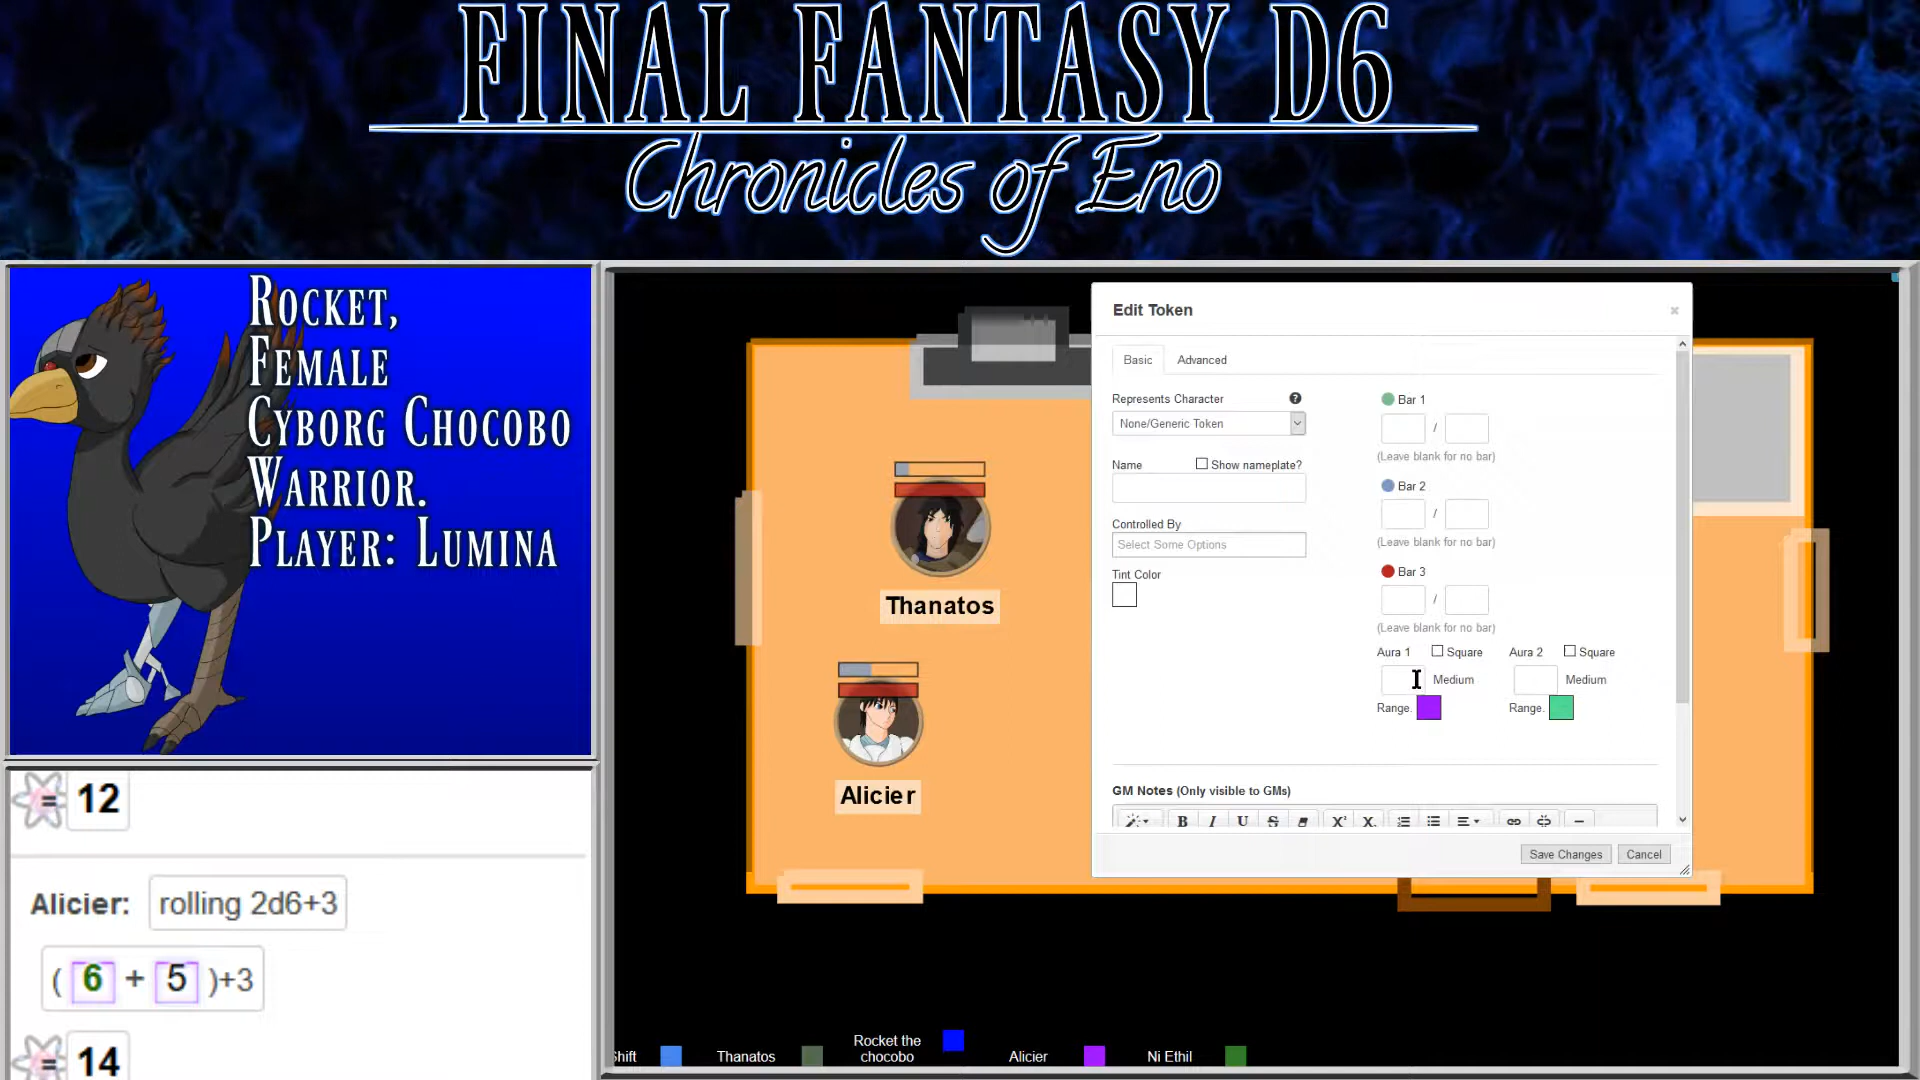 FINAL FANTASY D6
Chronicles of Eno
Rocket,
Female
Cyborg Chocobo
Warrior.
Player: Lumina
= 12
Alicier: rolling 2d6+3
( 6 + 5 )+3
= 14
Thanatos
Alicier
Edit Token
×
Basic Advanced
Represents Character ?
None/Generic Token
Name Show nameplate?
Controlled By
Select Some Options
Tint Color
Bar 1
/
(Leave blank for no bar)
Bar 2
/
(Leave blank for no bar)
Bar 3
/
(Leave blank for no bar)
Aura 1 Square Aura 2 Square
Medium Medium
Range. Range.
GM Notes (Only visible to GMs)
B I U S X² X,
Save Changes Cancel
hift Thanatos Rocket the
chocobo Alicier Ni Ethil